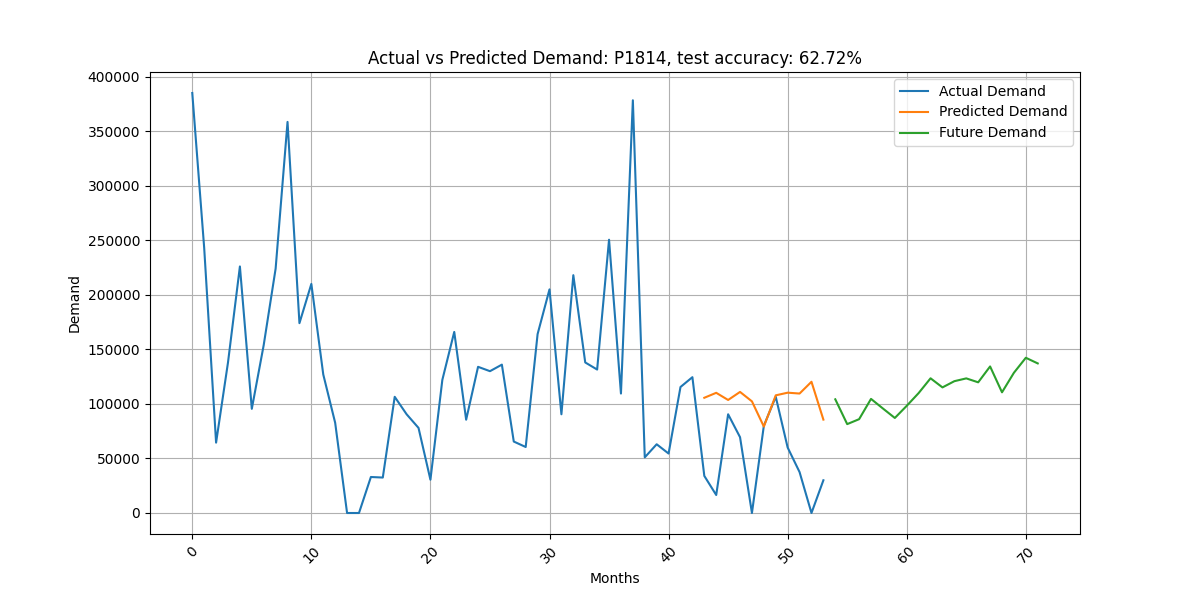 Actual vs Predicted Demand: P1814, test accuracy: 62.72%
400000
350000
300000
250000
200000
150000
100000
50000
0
Demand
Actual Demand
Predicted Demand
Future Demand
0
10
20
30
40
50
60
70
Months